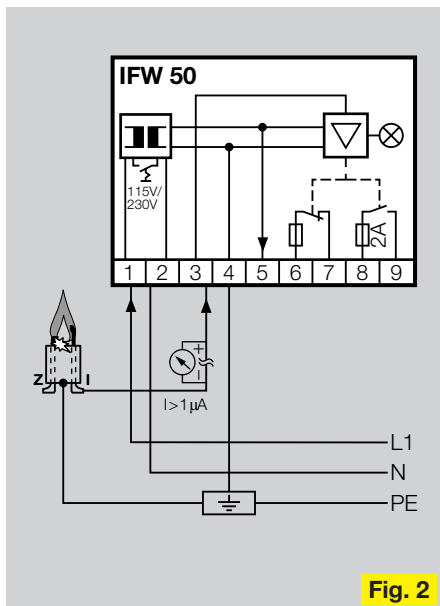 IFW 50
115V/
230V
2A
1 2 3 4 5 6 7 8 9
+
–
Z I
I>1µA
L1
N
PE
Fig. 2